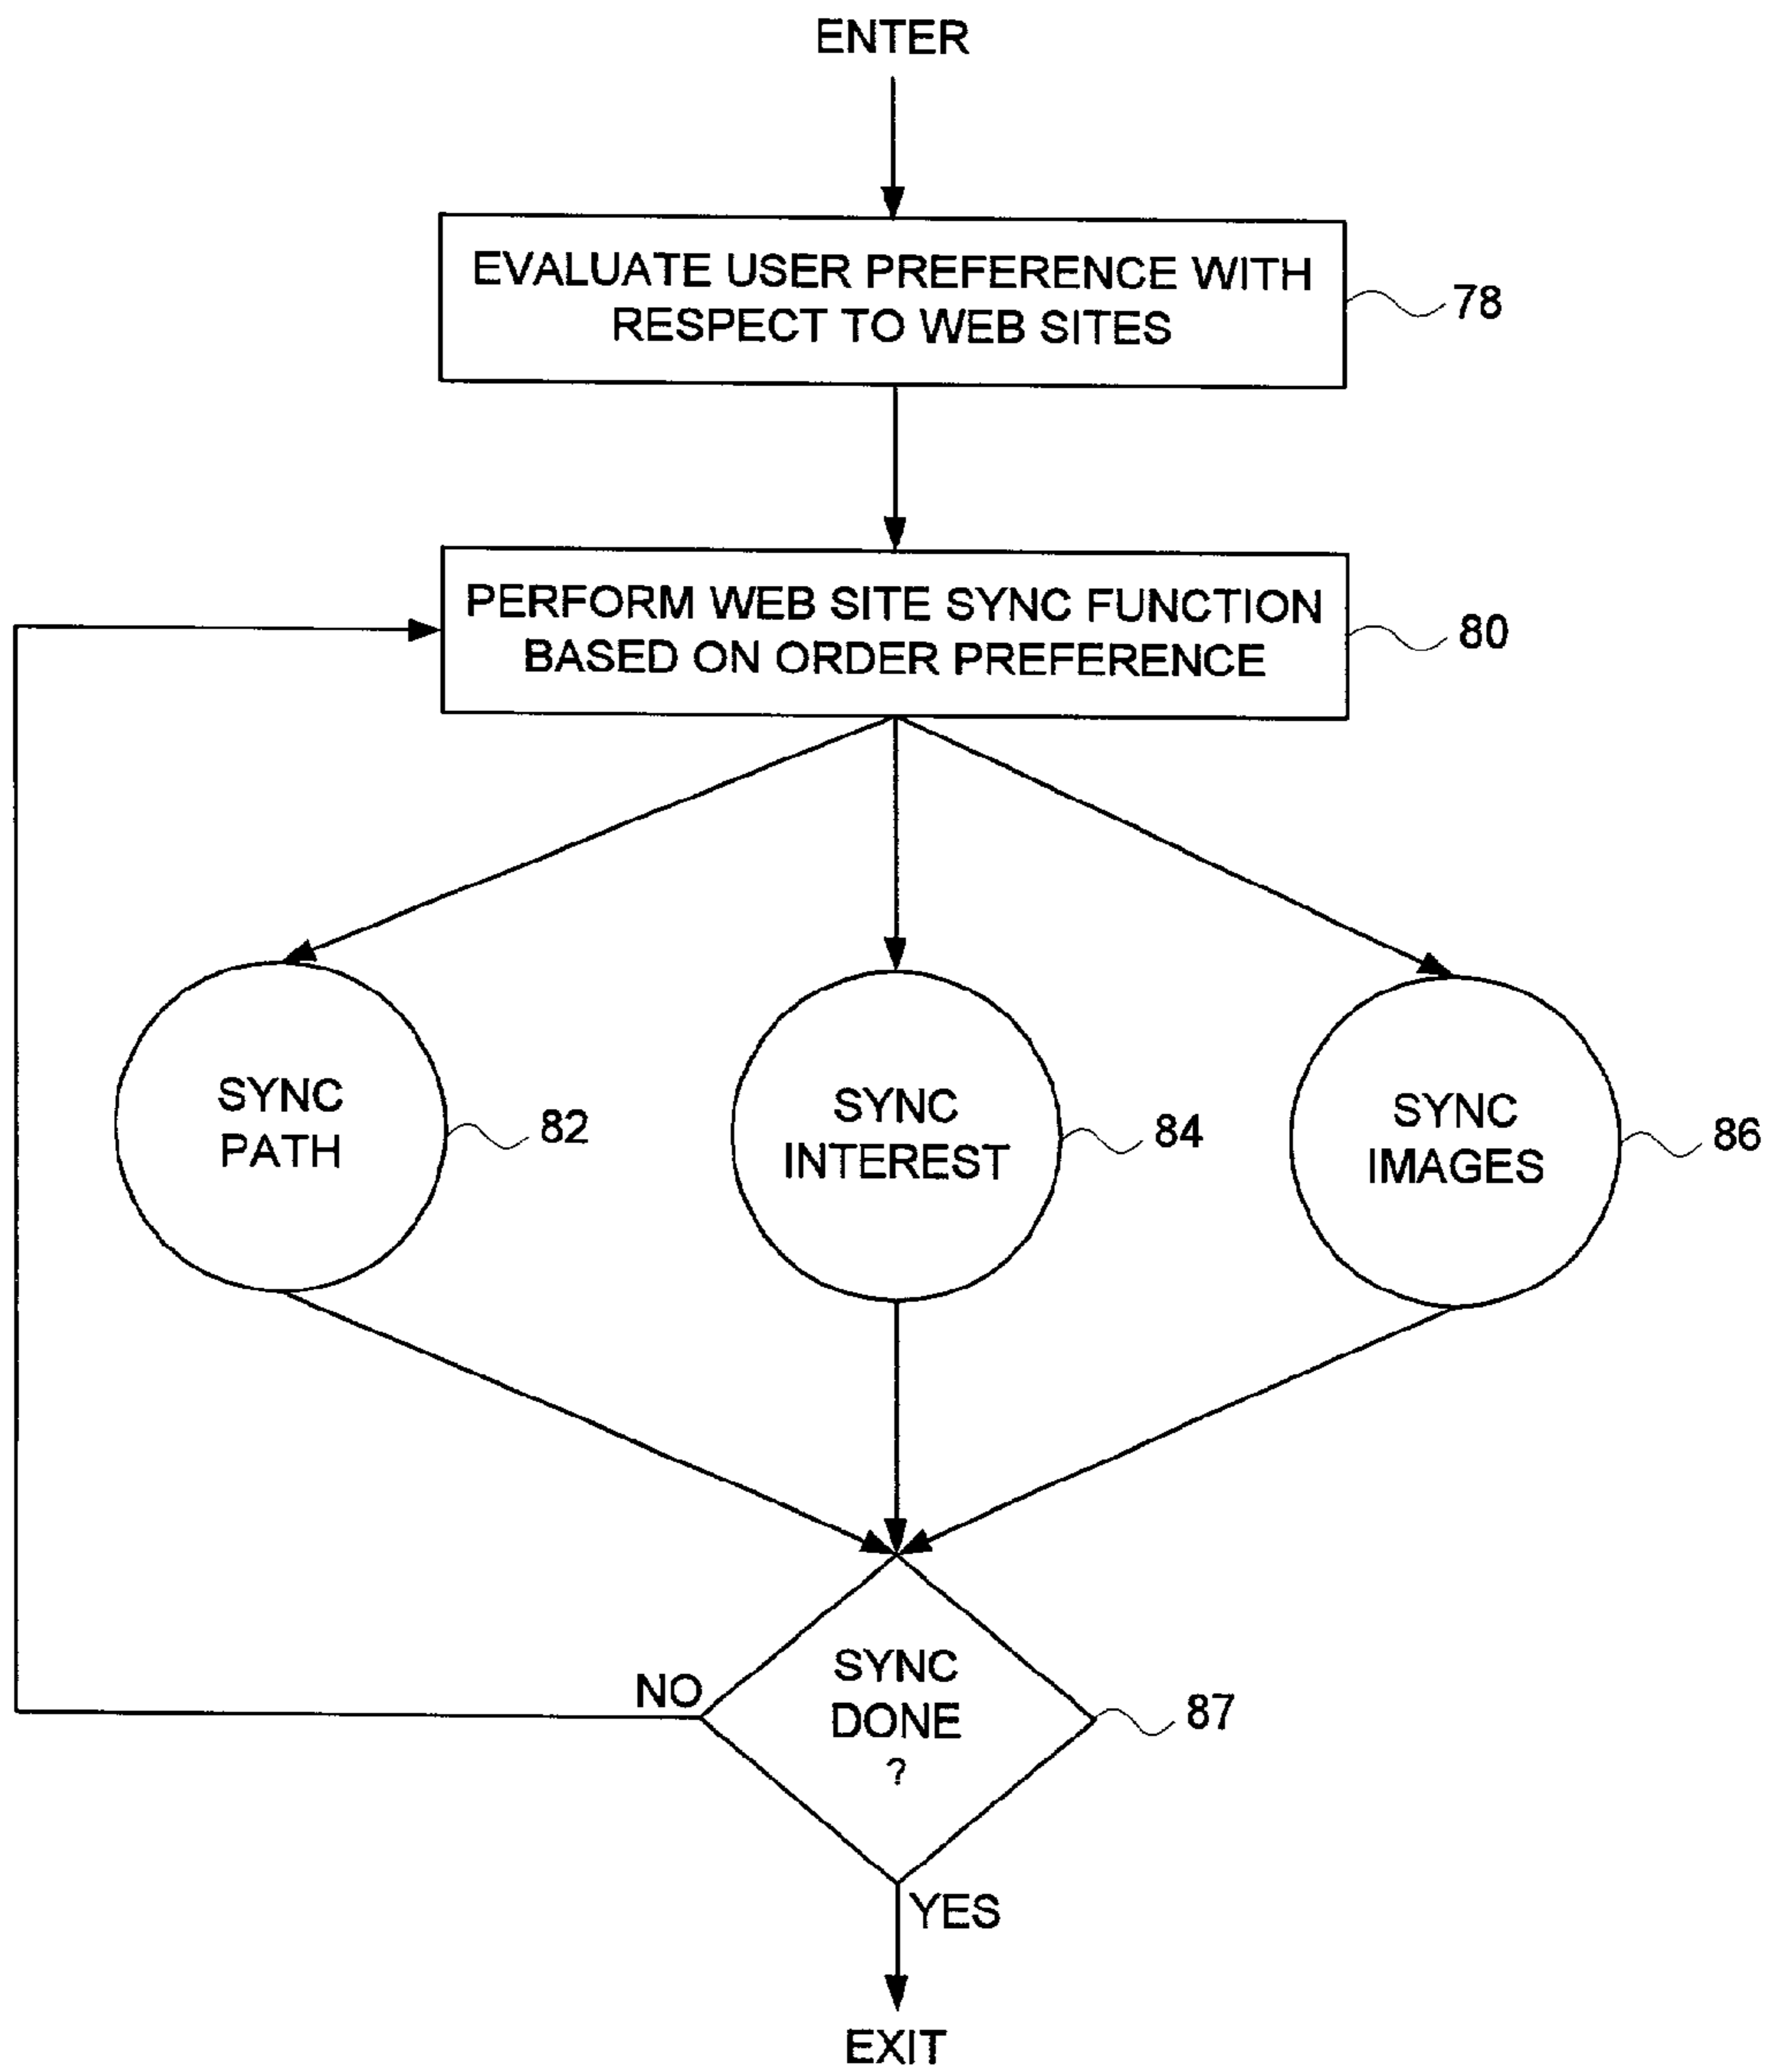 ENTER
EVALUATE USER PREFERENCE WITH
RESPECT TO WEB SITES
78
PERFORM WEB SITE SYNC FUNCTION
BASED ON ORDER PREFERENCE
80
SYNC
PATH
82
SYNC
INTEREST
84
SYNC
IMAGES
86
SYNC
DONE
?
87
NO
YES
EXIT